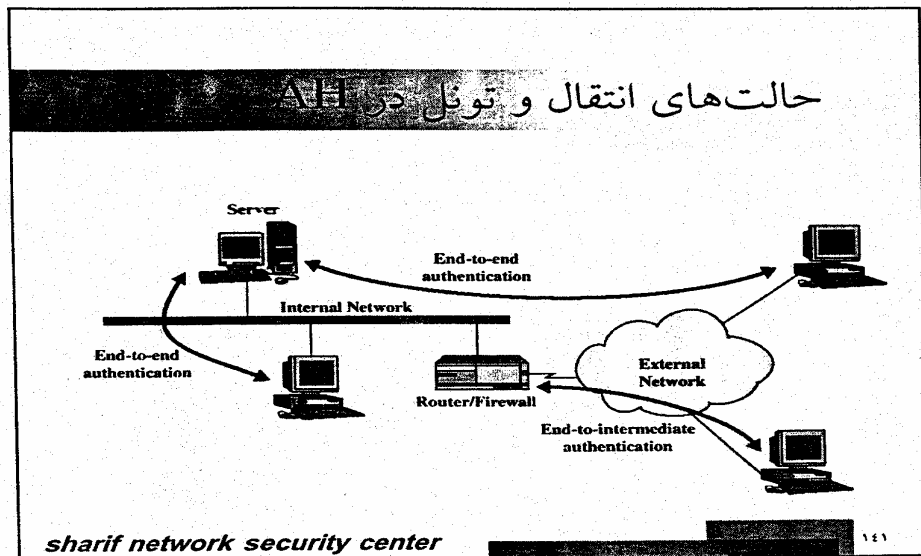 حالت‌های انتقال و تونل در AH
Server
End-to-end
authentication
Internal Network
End-to-end
authentication
External
Network
Router/Firewall
End-to-intermediate
authentication
sharif network security center
١٤١